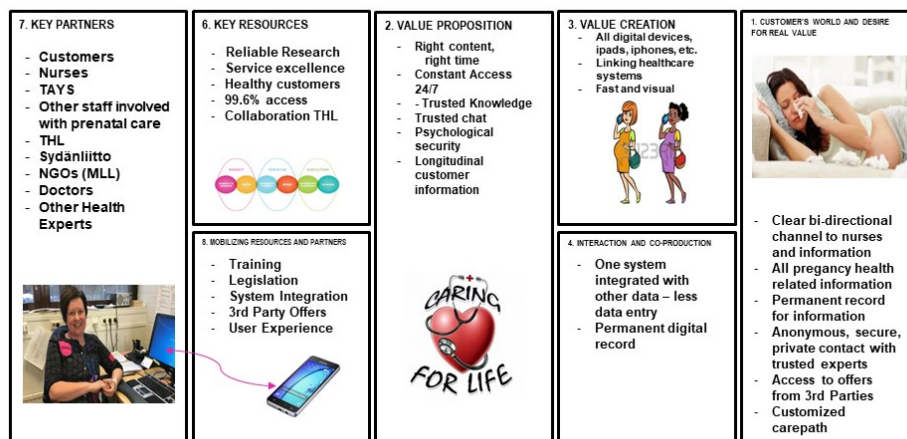 7. KEY PARTNERS
- Customers
- Nurses
- TAYS
- Other staff involved
with prenatal care
- THL
- Sydänliitto
- NGOs (MLL)
- Doctors
- Other Health
Experts
6. KEY RESOURCES
- Reliable Research
- Service excellence
- Healthy customers
- 99.6% access
- Collaboration THL
8. MOBILIZING RESOURCES AND PARTNERS
- Training
- Legislation
- System Integration
- 3rd Party Offers
- User Experience
2. VALUE PROPOSITION
- Right content,
right time
- Constant Access
24/7
- - Trusted Knowledge
- Trusted chat
- Psychological
security
- Longitudinal
customer
information
CARING
FOR LIFE
3. VALUE CREATION
- All digital devices,
ipads, iphones, etc.
- Linking healthcare
systems
- Fast and visual
123
4. INTERACTION AND CO-PRODUCTION
- One system
integrated with
other data – less
data entry
- Permanent digital
record
1. CUSTOMER'S WORLD AND DESIRE
FOR REAL VALUE
- Clear bi-directional
channel to nurses
and information
- All pregancy health
related information
- Permanent record
for information
- Anonymous, secure,
private contact with
trusted experts
- Access to offers
from 3rd Parties
- Customized
carepath